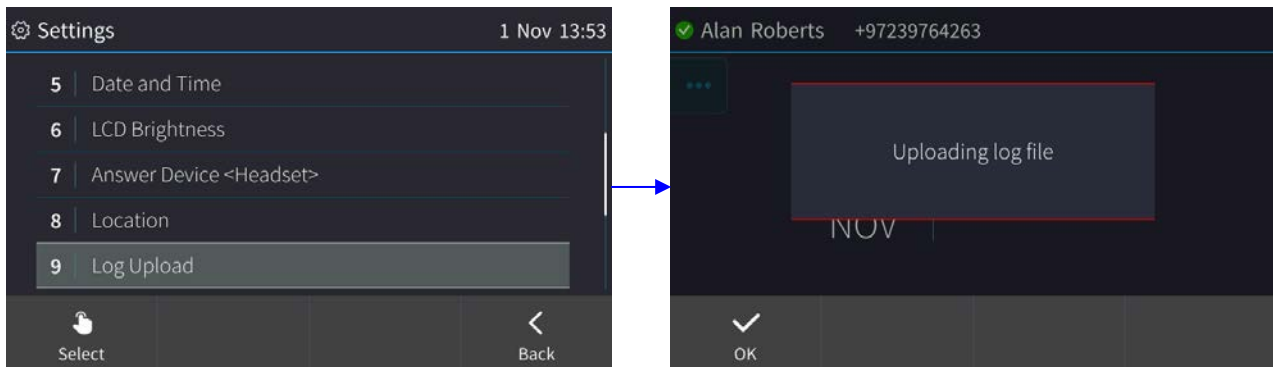 Settings 1 Nov 13:53
5 Date and Time
6 LCD Brightness
7 Answer Device <Headset>
8 Location
9 Log Upload
Select Back
Alan Roberts +97239764263
Uploading log file
NOV
OK